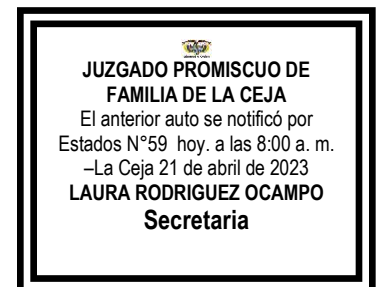 JUZGADO PROMISCUO DE
FAMILIA DE LA CEJA
El anterior auto se notificó por
Estados N°59 hoy. a las 8:00 a. m.
–La Ceja 21 de abril de 2023
LAURA RODRIGUEZ OCAMPO
Secretaria